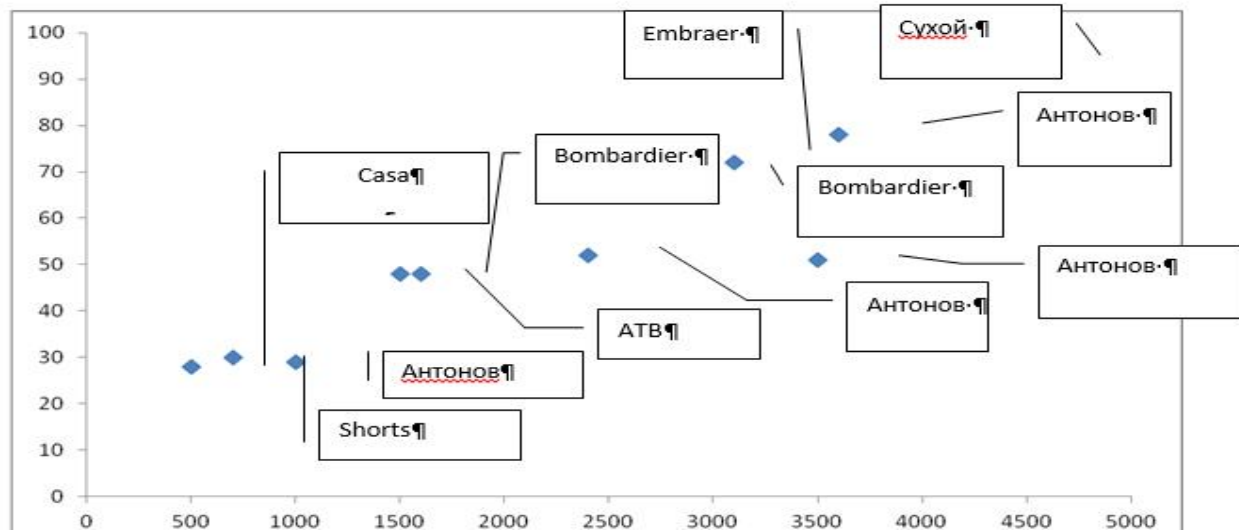 100
Embraer·¶
Сухой·¶
90
80
Антонов·¶
70
Casa¶
Bombardier·¶
Bombardier·¶
60
50
Антонов·¶
40
АТВ¶
Антонов·¶
30
Антонов¶
20
Shorts¶
10
0
0 500 1000 1500 2000 2500 3000 3500 4000 4500 5000